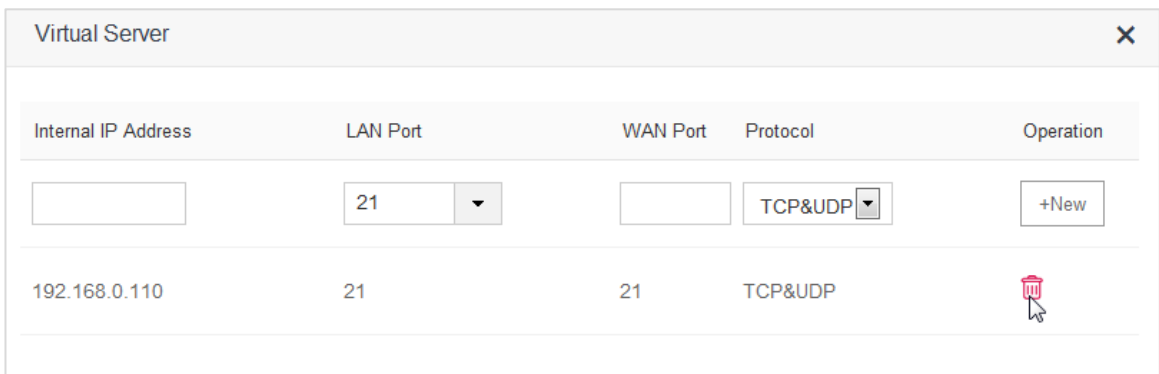 Virtual Server
Internal IP Address LAN Port WAN Port Protocol Operation
21 TCP&UDP +New
192.168.0.110 21 21 TCP&UDP